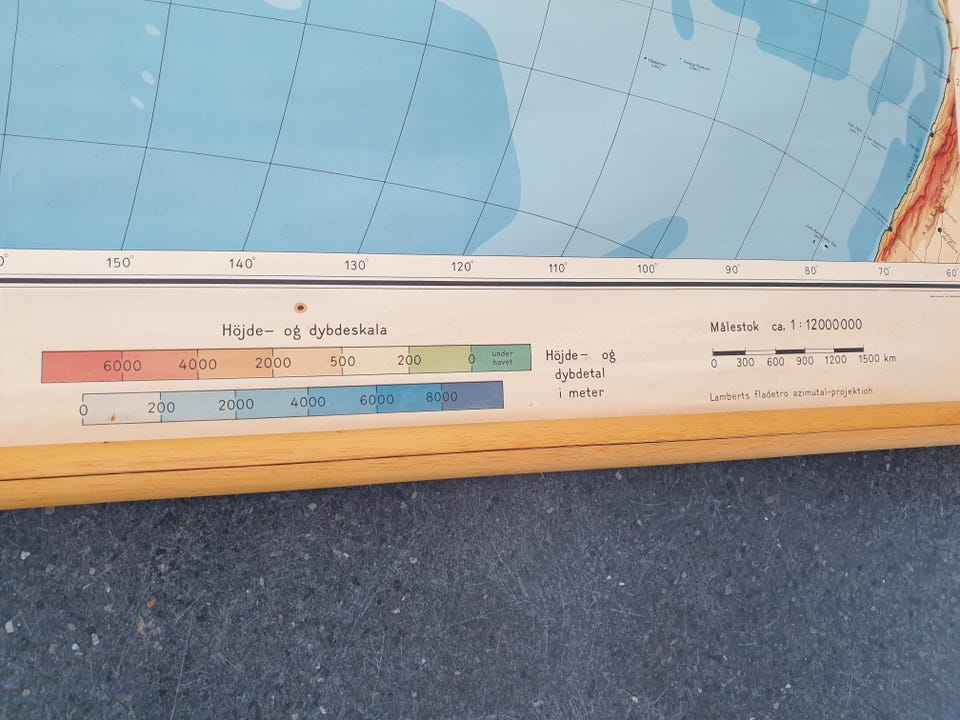 150° 140° 130° 120° 110° 100° 90° 80° 70° 60°
Höjde- og dybdeskala
6000 4000 2000 500 200 0 under havet
0 200 2000 4000 6000 8000
Höjde- og
dybdetal
i meter
Målestok ca. 1:12000000
0 300 600 900 1200 1500 km
Lamberts fladetro azimutal-projektion